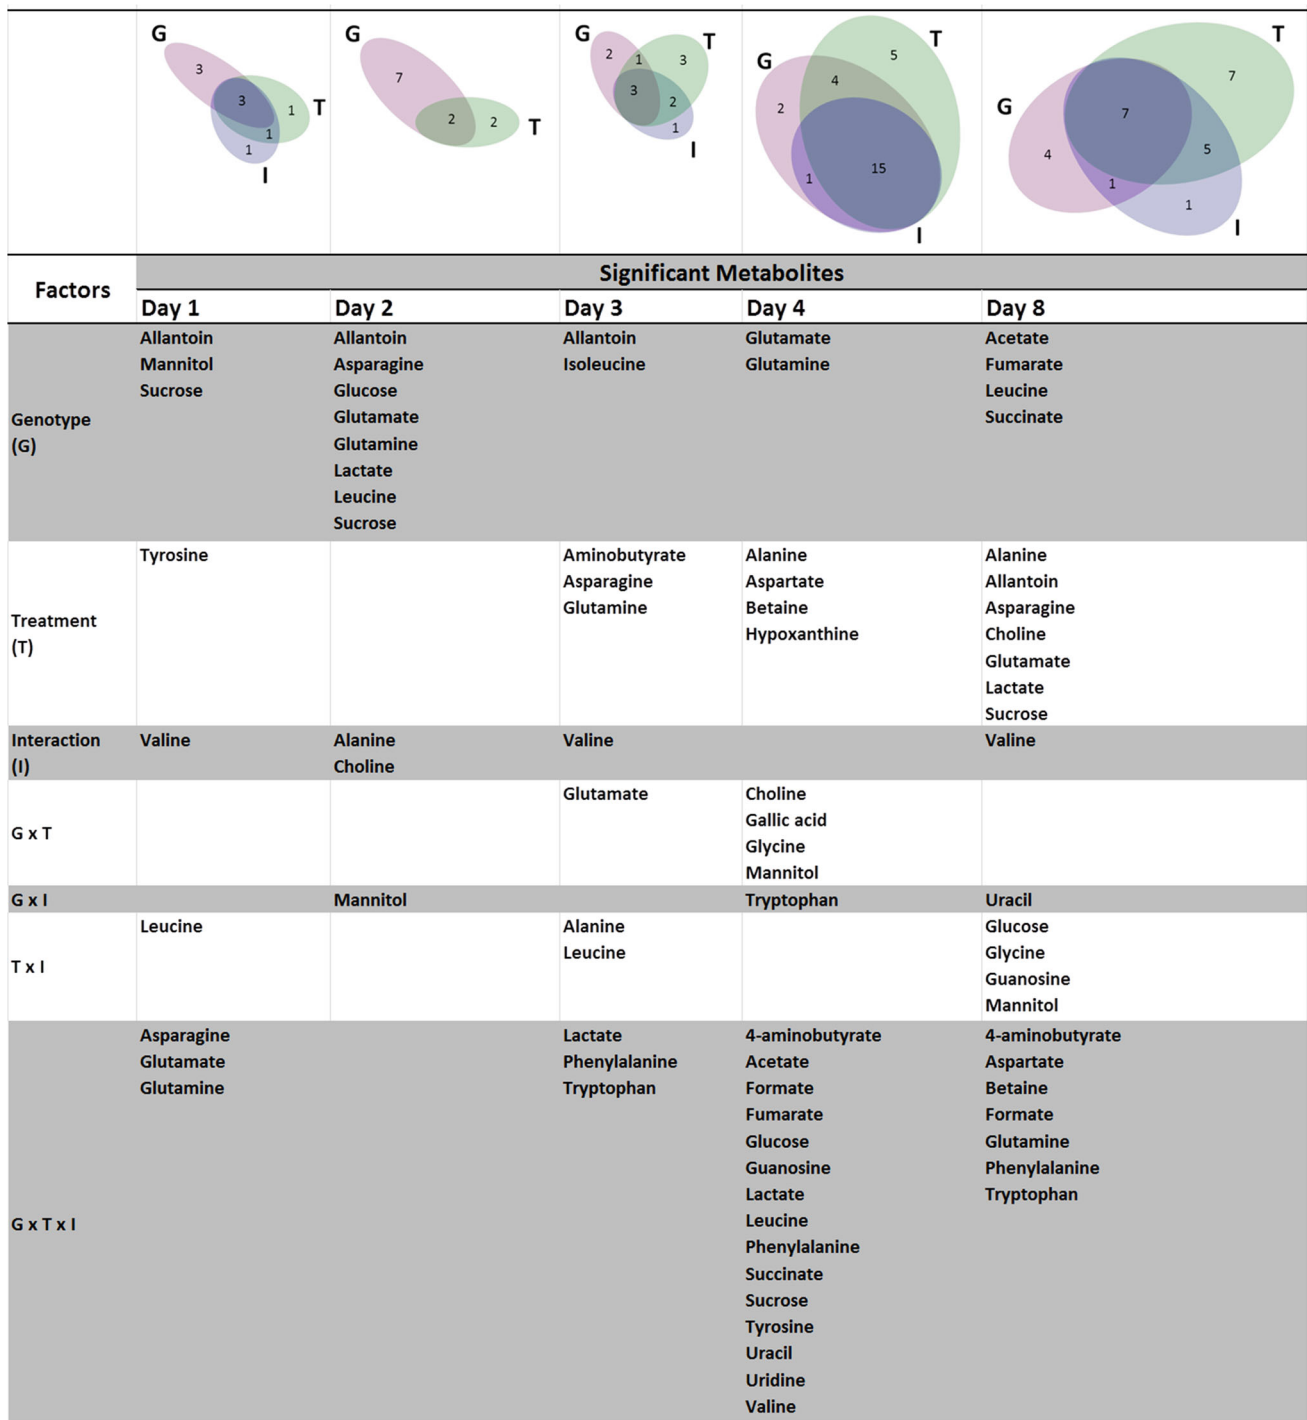 G
3
3
1
T
1
1
I
G
7
2
2
T
G
2
1
3
T
3
2
1
I
G
T
5
4
2
1
15
I
T
7
G
7
4
5
1
1
I
Factors
Significant Metabolites
Day 1 Day 2 Day 3 Day 4 Day 8
Genotype
(G)
Allantoin
Mannitol
Sucrose
Allantoin
Asparagine
Glucose
Glutamate
Glutamine
Lactate
Leucine
Sucrose
Allantoin
Isoleucine
Glutamate
Glutamine
Acetate
Fumarate
Leucine
Succinate
Treatment
(T)
Tyrosine
Aminobutyrate
Asparagine
Glutamine
Alanine
Aspartate
Betaine
Hypoxanthine
Alanine
Allantoin
Asparagine
Choline
Glutamate
Lactate
Sucrose
Interaction
(I)
Valine
Alanine
Choline
Valine
Valine
G x T
Glutamate
Choline
Gallic acid
Glycine
Mannitol
G x I
Mannitol
Tryptophan
Uracil
T x I
Leucine
Alanine
Leucine
Glucose
Glycine
Guanosine
Mannitol
G x T x I
Asparagine
Glutamate
Glutamine
Lactate
Phenylalanine
Tryptophan
4-aminobutyrate
Acetate
Formate
Fumarate
Glucose
Guanosine
Lactate
Leucine
Phenylalanine
Succinate
Sucrose
Tyrosine
Uracil
Uridine
Valine
4-aminobutyrate
Aspartate
Betaine
Formate
Glutamine
Phenylalanine
Tryptophan